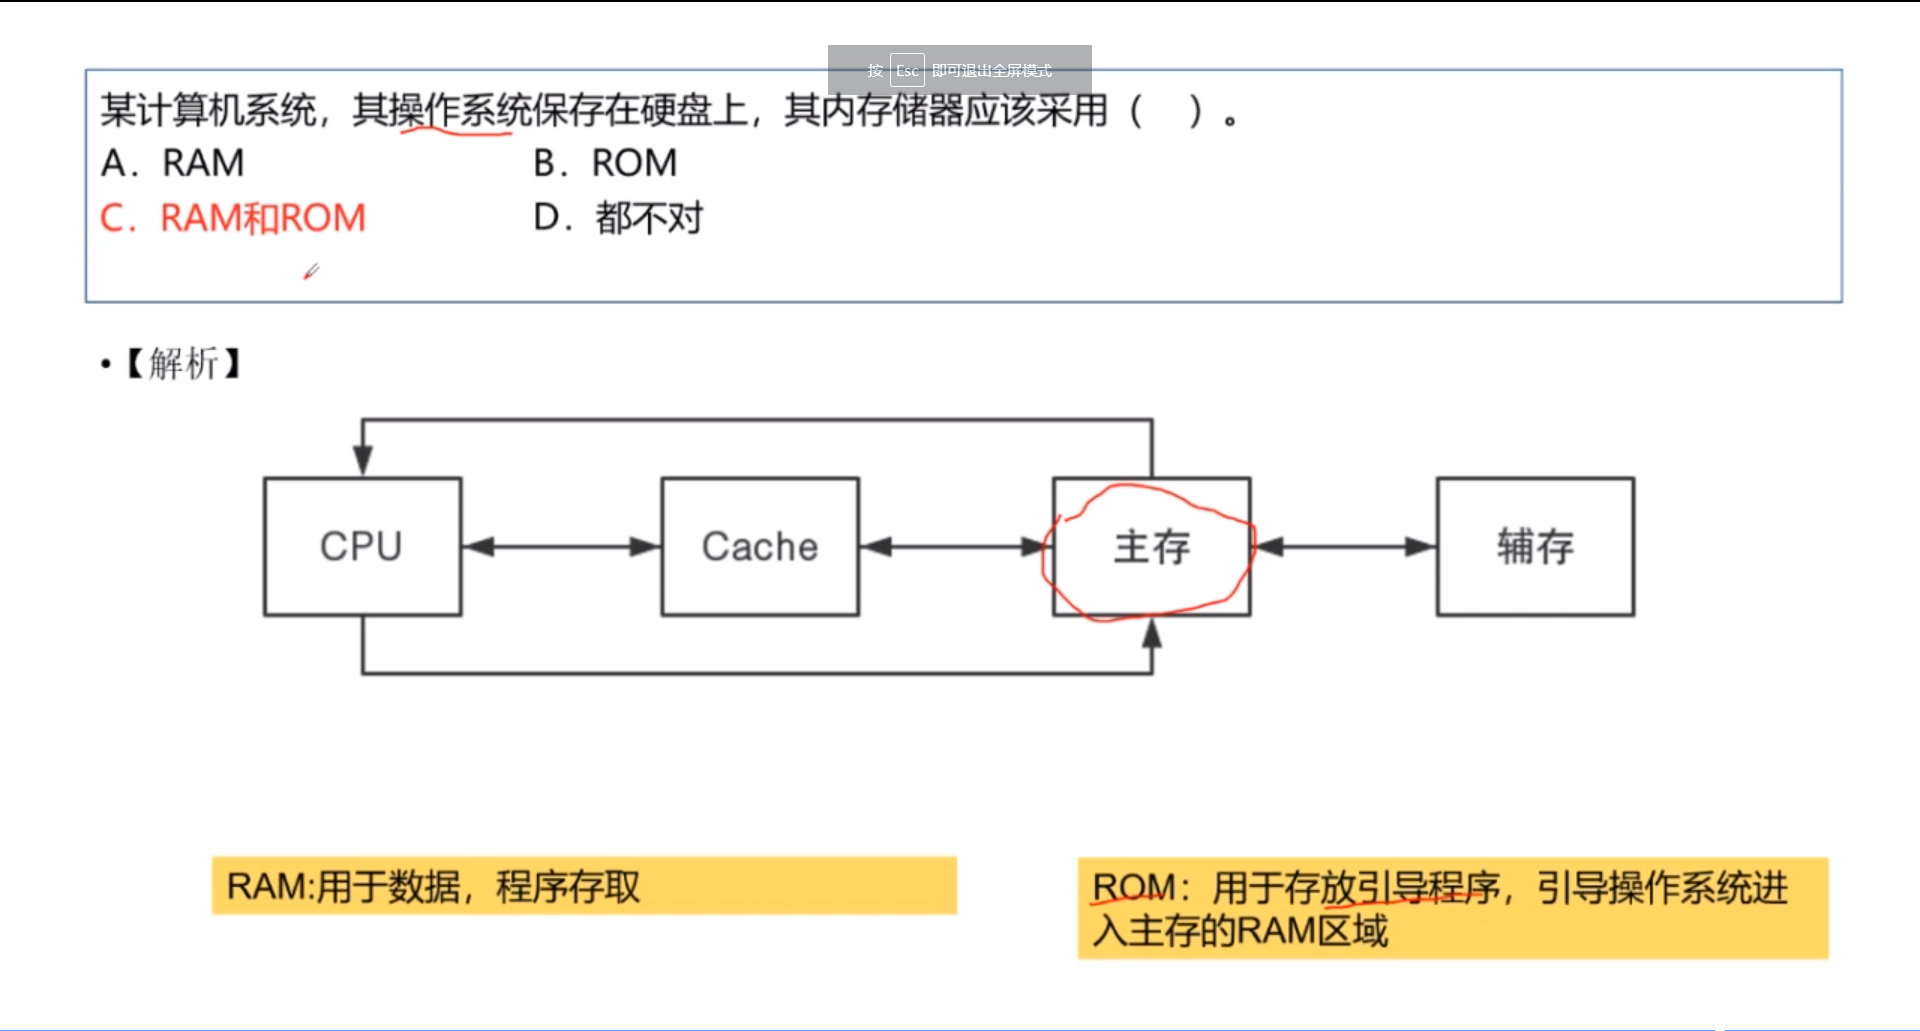 按 Esc 即可退出全屏模式
某计算机系统，其操作系统保存在硬盘上，其内存储器应该采用（ ）。
A．RAM B．ROM
C．RAM和ROM D．都不对
•【解析】
CPU Cache 主存 辅存
RAM:用于数据，程序存取
ROM：用于存放引导程序，引导操作系统进
入主存的RAM区域